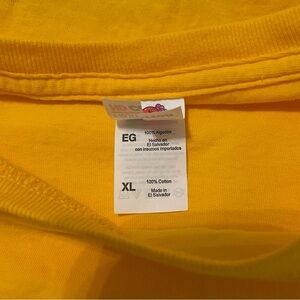 EG
100% Algodón
Hecho en
El Salvador
con insumos importados
XL
100% Cotton
Made in
El Salvador